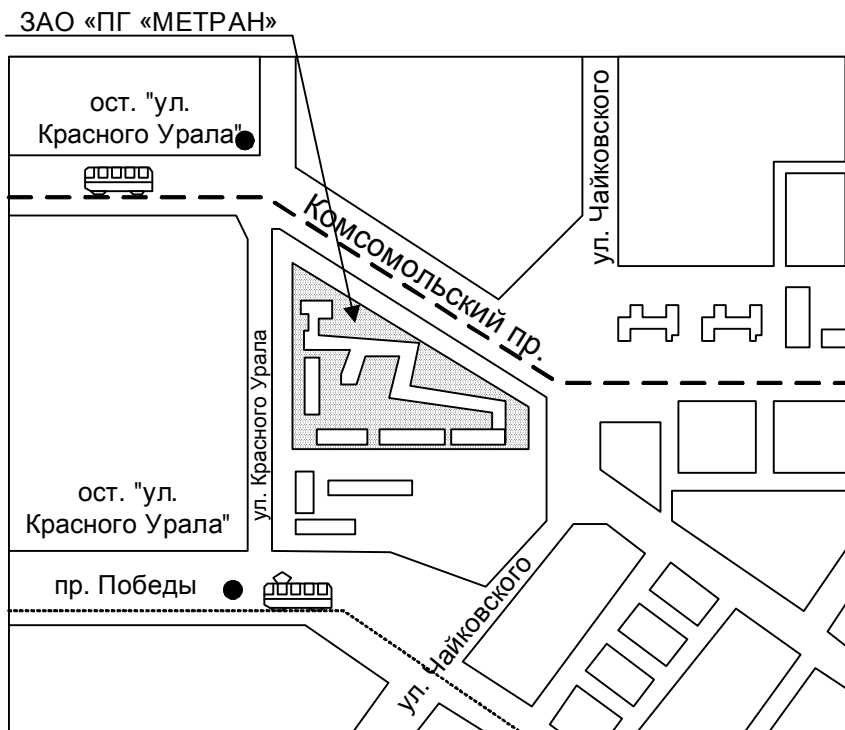 ЗАО «ПГ «МЕТРАН»
ост. "ул.
Красного Урала"
ул. Чайковского
Комсомольский пр.
ул. Красного Урала
ост. "ул.
Красного Урала"
пр. Победы
ул. Чайковского